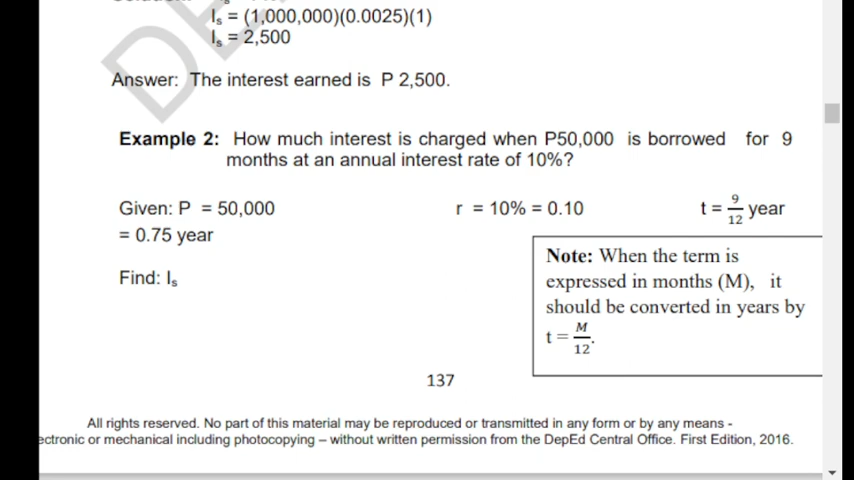 Iₛ = (1,000,000)(0.0025)(1)
Iₛ = 2,500
Answer: The interest earned is P 2,500.
Example 2: How much interest is charged when P50,000 is borrowed for 9
months at an annual interest rate of 10%?
Given: P = 50,000 r = 10% = 0.10 t = 9/12 year
= 0.75 year
Find: Iₛ
Note: When the term is
expressed in months (M), it
should be converted in years by
t = M/12.
137
All rights reserved. No part of this material may be reproduced or transmitted in any form or by any means -
ectronic or mechanical including photocopying – without written permission from the DepEd Central Office. First Edition, 2016.